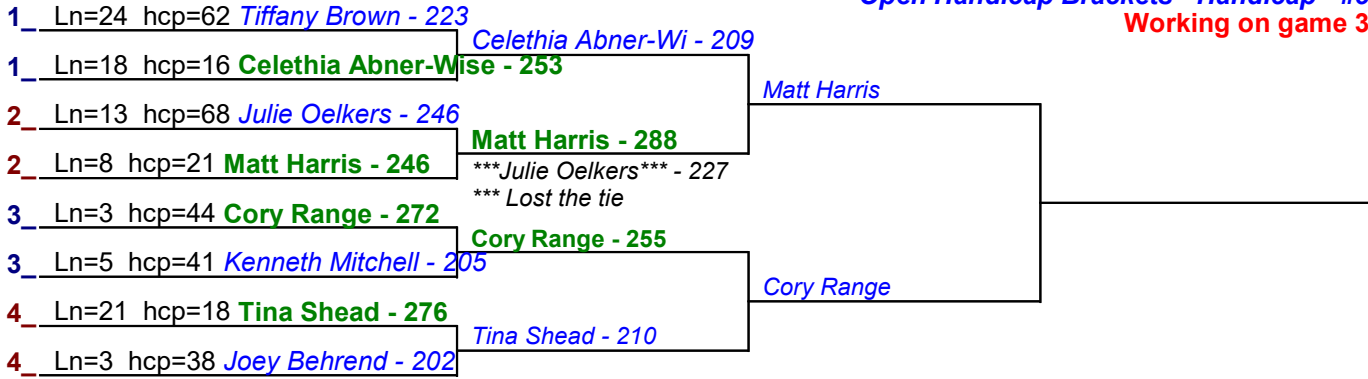 Open Handicap Brackets - Handicap -
Working on game 3
1_ Ln=24 hcp=62 Tiffany Brown - 223
Celethia Abner-Wi - 209
1_ Ln=18 hcp=16 Celethia Abner-Wise - 253
Matt Harris
2_ Ln=13 hcp=68 Julie Oelkers - 246
Matt Harris - 288
2_ Ln=8 hcp=21 Matt Harris - 246
***Julie Oelkers*** - 227
*** Lost the tie
3_ Ln=3 hcp=44 Cory Range - 272
Cory Range - 255
3_ Ln=5 hcp=41 Kenneth Mitchell - 205
Cory Range
4_ Ln=21 hcp=18 Tina Shead - 276
Tina Shead - 210
4_ Ln=3 hcp=38 Joey Behrend - 202